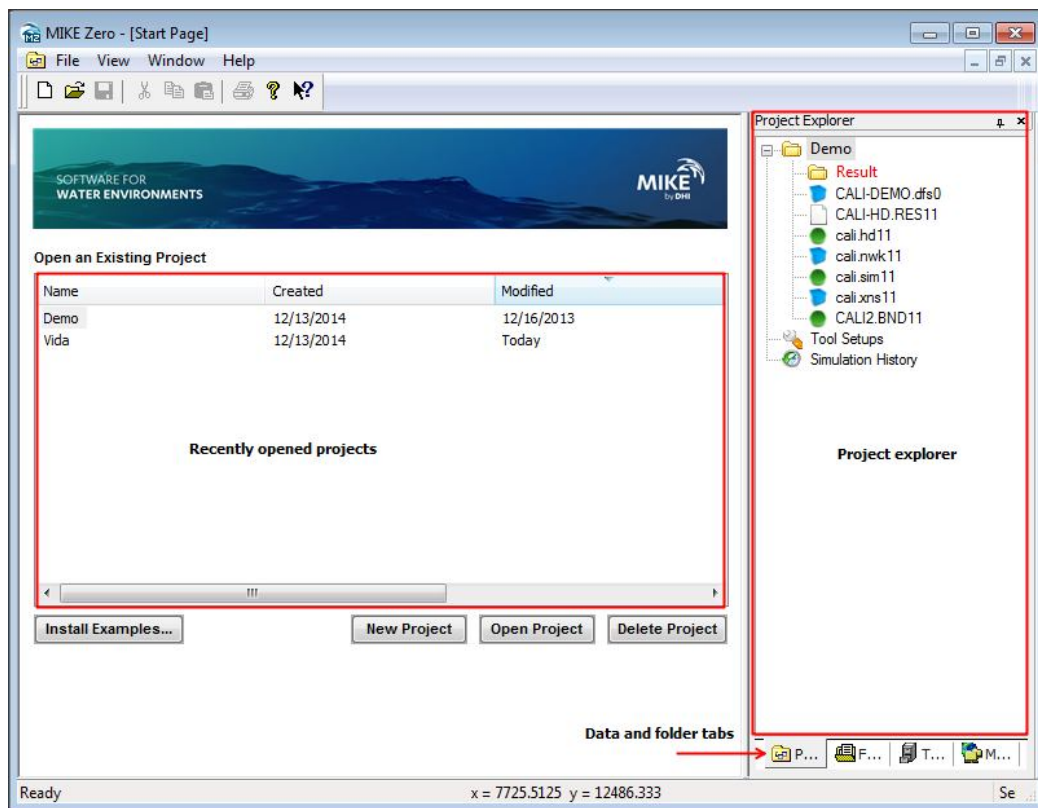 MIKE Zero - [Start Page]
File View Window Help
Project Explorer
SOFTWARE FOR
WATER ENVIRONMENTS
MIKE
by DHI
Open an Existing Project
Name Created Modified
Demo 12/13/2014 12/16/2013
Vida 12/13/2014 Today
Recently opened projects
Install Examples... New Project Open Project Delete Project
Data and folder tabs
Demo
Result
CALI-DEMO.dfs0
CALI-HD.RES11
cali.hd11
cali.nwk11
cali.sim11
cali.xns11
CALI2.BND11
Tool Setups
Simulation History
Project explorer
P... F... T... M...
Ready x = 7725.5125 y = 12486.333 Se